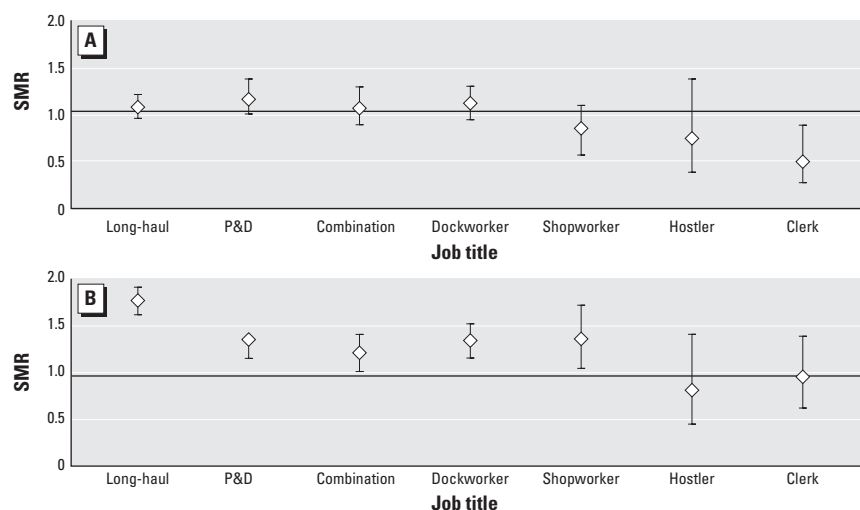 A
SMR
2.0
1.5
1.0
0.5
0
Long-haul P&D Combination Dockworker Shopworker Hostler Clerk
Job title
B
SMR
2.0
1.5
1.0
0.5
0
Long-haul P&D Combination Dockworker Shopworker Hostler Clerk
Job title